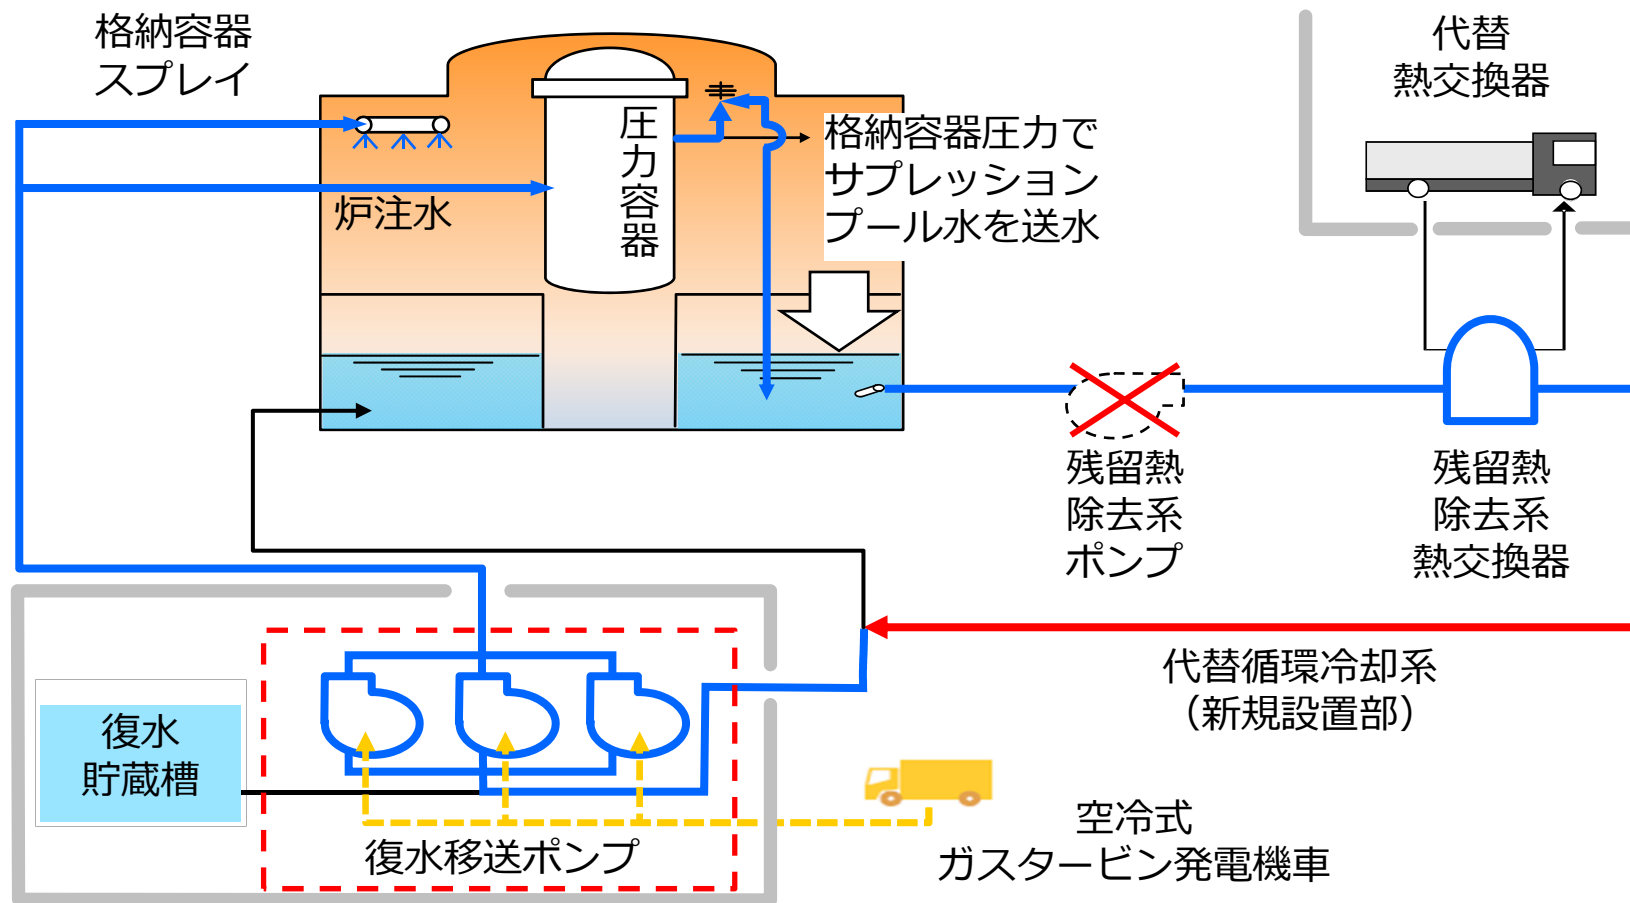 格納容器
スプレイ
代替
熱交換器
圧力容器
格納容器圧力で
サプレッション
プール水を送水
炉注水
残留熱
除去系
ポンプ
残留熱
除去系
熱交換器
代替循環冷却系
（新規設置部）
復水
貯蔵槽
復水移送ポンプ
空冷式
ガスタービン発電機車